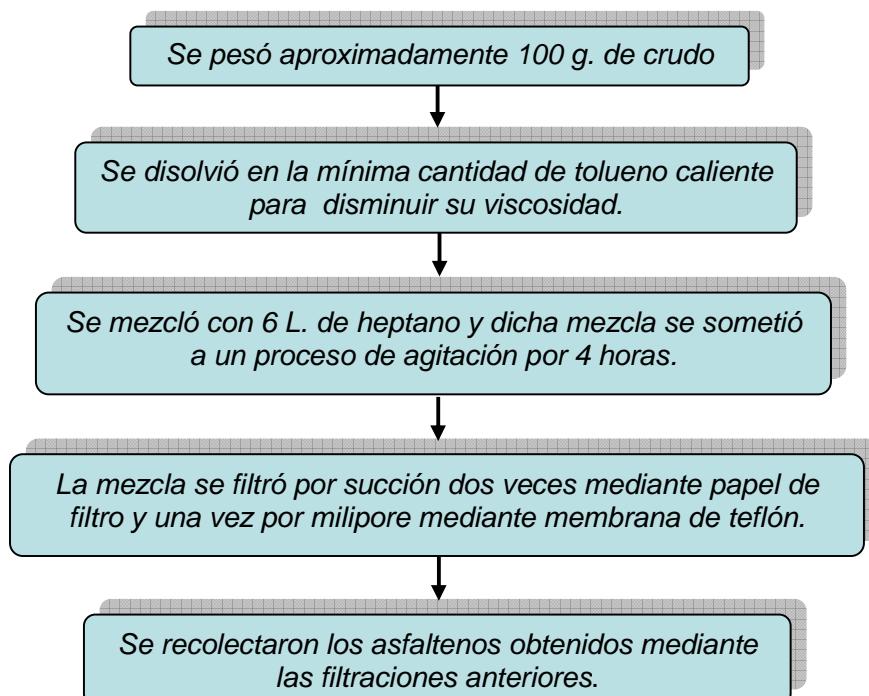 Se pesó aproximadamente 100 g. de crudo
Se disolvió en la mínima cantidad de tolueno caliente
para disminuir su viscosidad.
Se mezcló con 6 L. de heptano y dicha mezcla se sometió
a un proceso de agitación por 4 horas.
La mezcla se filtró por succión dos veces mediante papel de
filtro y una vez por milipore mediante membrana de teflón.
Se recolectaron los asfaltenos obtenidos mediante
las filtraciones anteriores.